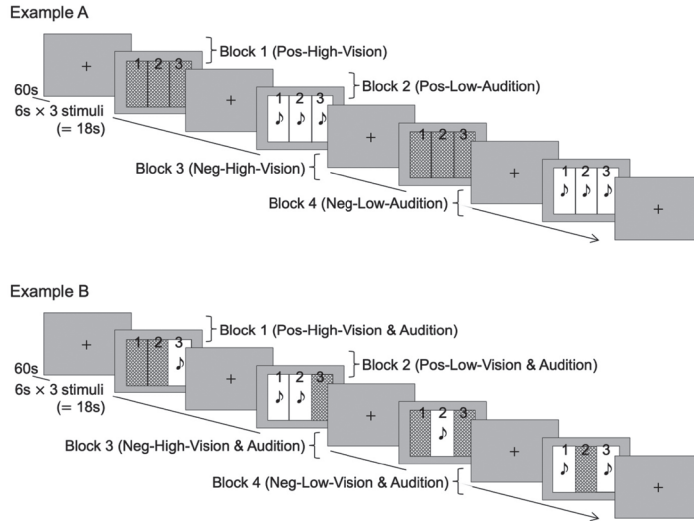 Example A
Block 1 (Pos-High-Vision)
1 2 3
Block 2 (Pos-Low-Audition)
60s
1 2 3
6s × 3 stimuli
(= 18s)
1 2 3
Block 3 (Neg-High-Vision)
1 2 3
Block 4 (Neg-Low-Audition)
Example B
Block 1 (Pos-High-Vision & Audition)
1 2 3
Block 2 (Pos-Low-Vision & Audition)
60s
1 2 3
6s × 3 stimuli
(= 18s)
1 2 3
Block 3 (Neg-High-Vision & Audition)
1 2 3
Block 4 (Neg-Low-Vision & Audition)